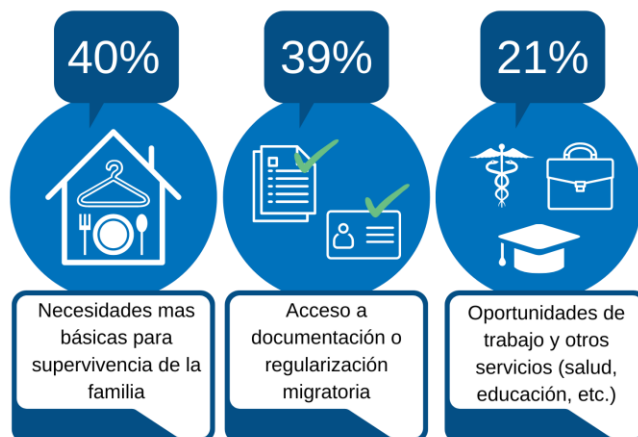 40%
39%
21%
Necesidades mas
básicas para
supervivencia de la
familia
Acceso a
documentación o
regularización
migratoria
Oportunidades de
trabajo y otros
servicios (salud,
educación, etc.)